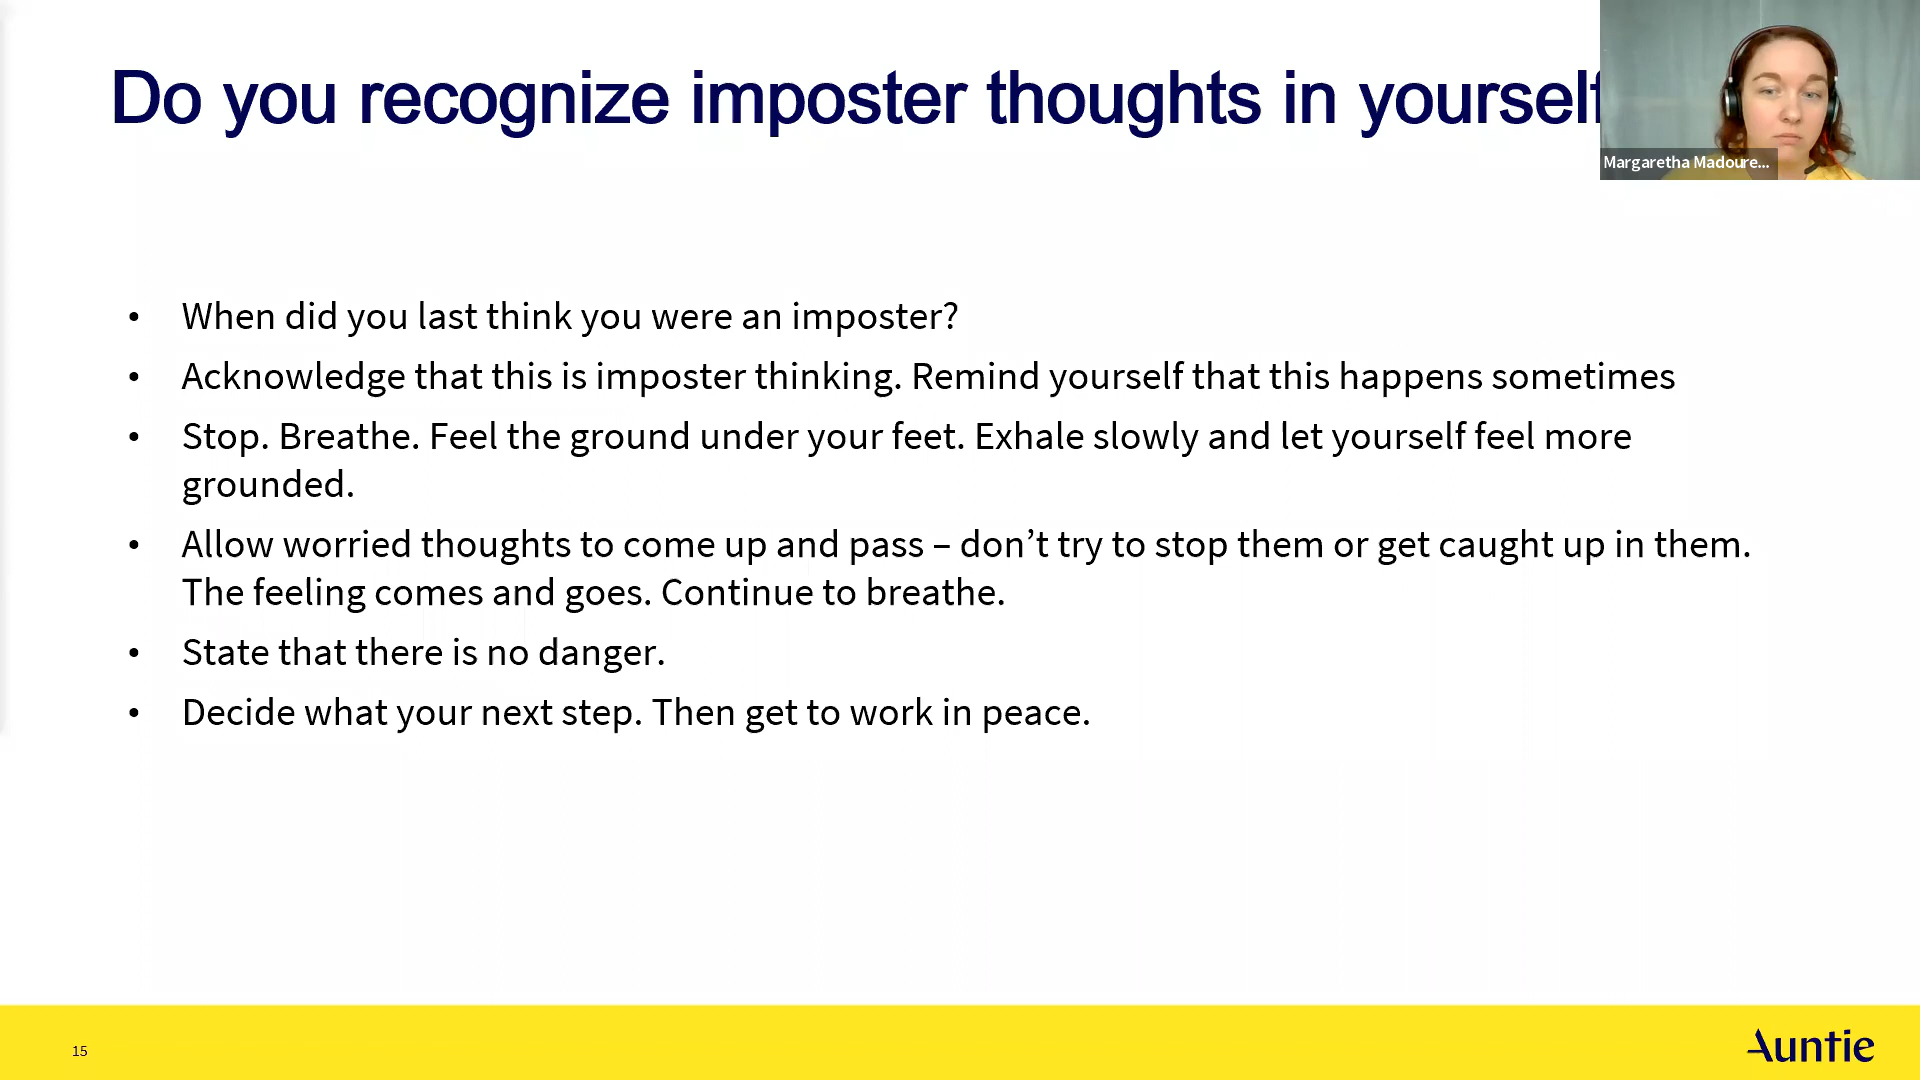 Do you recognize imposter thoughts in yourself
Margaretha Madoure...
• When did you last think you were an imposter?
• Acknowledge that this is imposter thinking. Remind yourself that this happens sometimes
• Stop. Breathe. Feel the ground under your feet. Exhale slowly and let yourself feel more
grounded.
• Allow worried thoughts to come up and pass – don’t try to stop them or get caught up in them.
The feeling comes and goes. Continue to breathe.
• State that there is no danger.
• Decide what your next step. Then get to work in peace.
15
Auntie